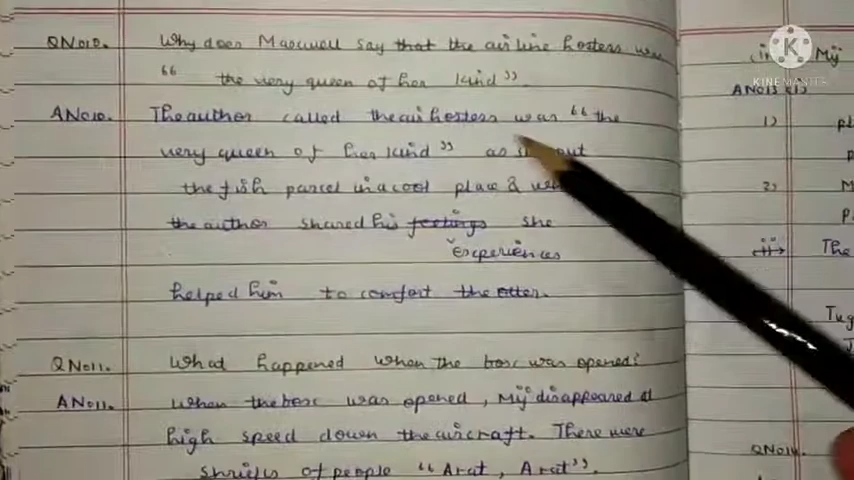 QNo10. Why does Maxwell say that the air line hostess was
“ the very queen of her kind”
ANo10. The author called the air hostess was “ the
very queen of her kind ” as
the fish parcel in a cool place &
the author shared his feelings she
experiences
helped him to comfort the otter.
QNo11. What happened when the box was opened?
ANo11. When the box was opened, Mij disappeared at
high speed down the aircraft. There were
shrieks of people “ A rat, A rat”.
K
KINEMASTER
Mij
ANo13 (i)
1)
2)
The
QNo14.